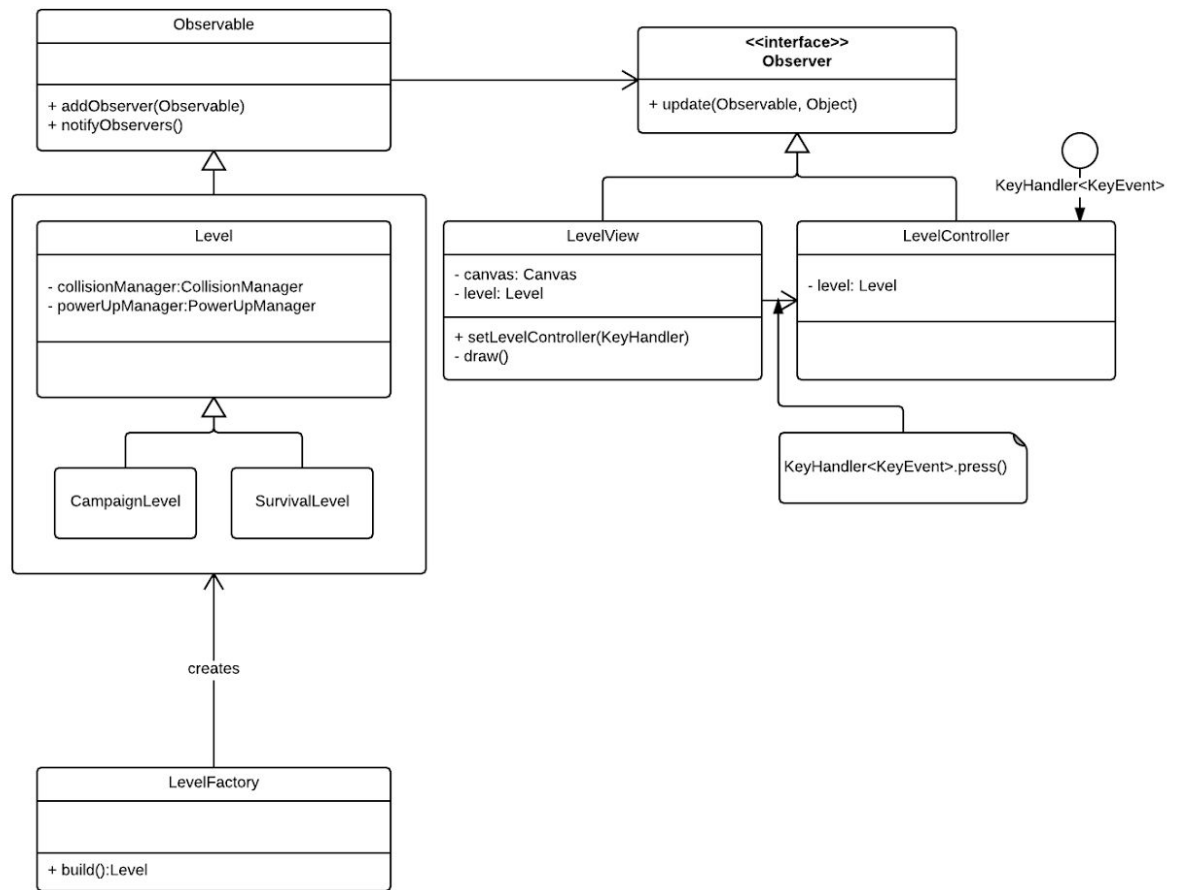 Observable
+ addObserver(Observable)
+ notifyObservers()
<<interface>>
Observer
+ update(Observable, Object)
KeyHandler<KeyEvent>
Level
- collisionManager:CollisionManager
- powerUpManager:PowerUpManager
CampaignLevel
SurvivalLevel
LevelView
- canvas: Canvas
- level: Level
+ setLevelController(KeyHandler)
- draw()
LevelController
- level: Level
KeyHandler<KeyEvent>.press()
creates
LevelFactory
+ build():Level